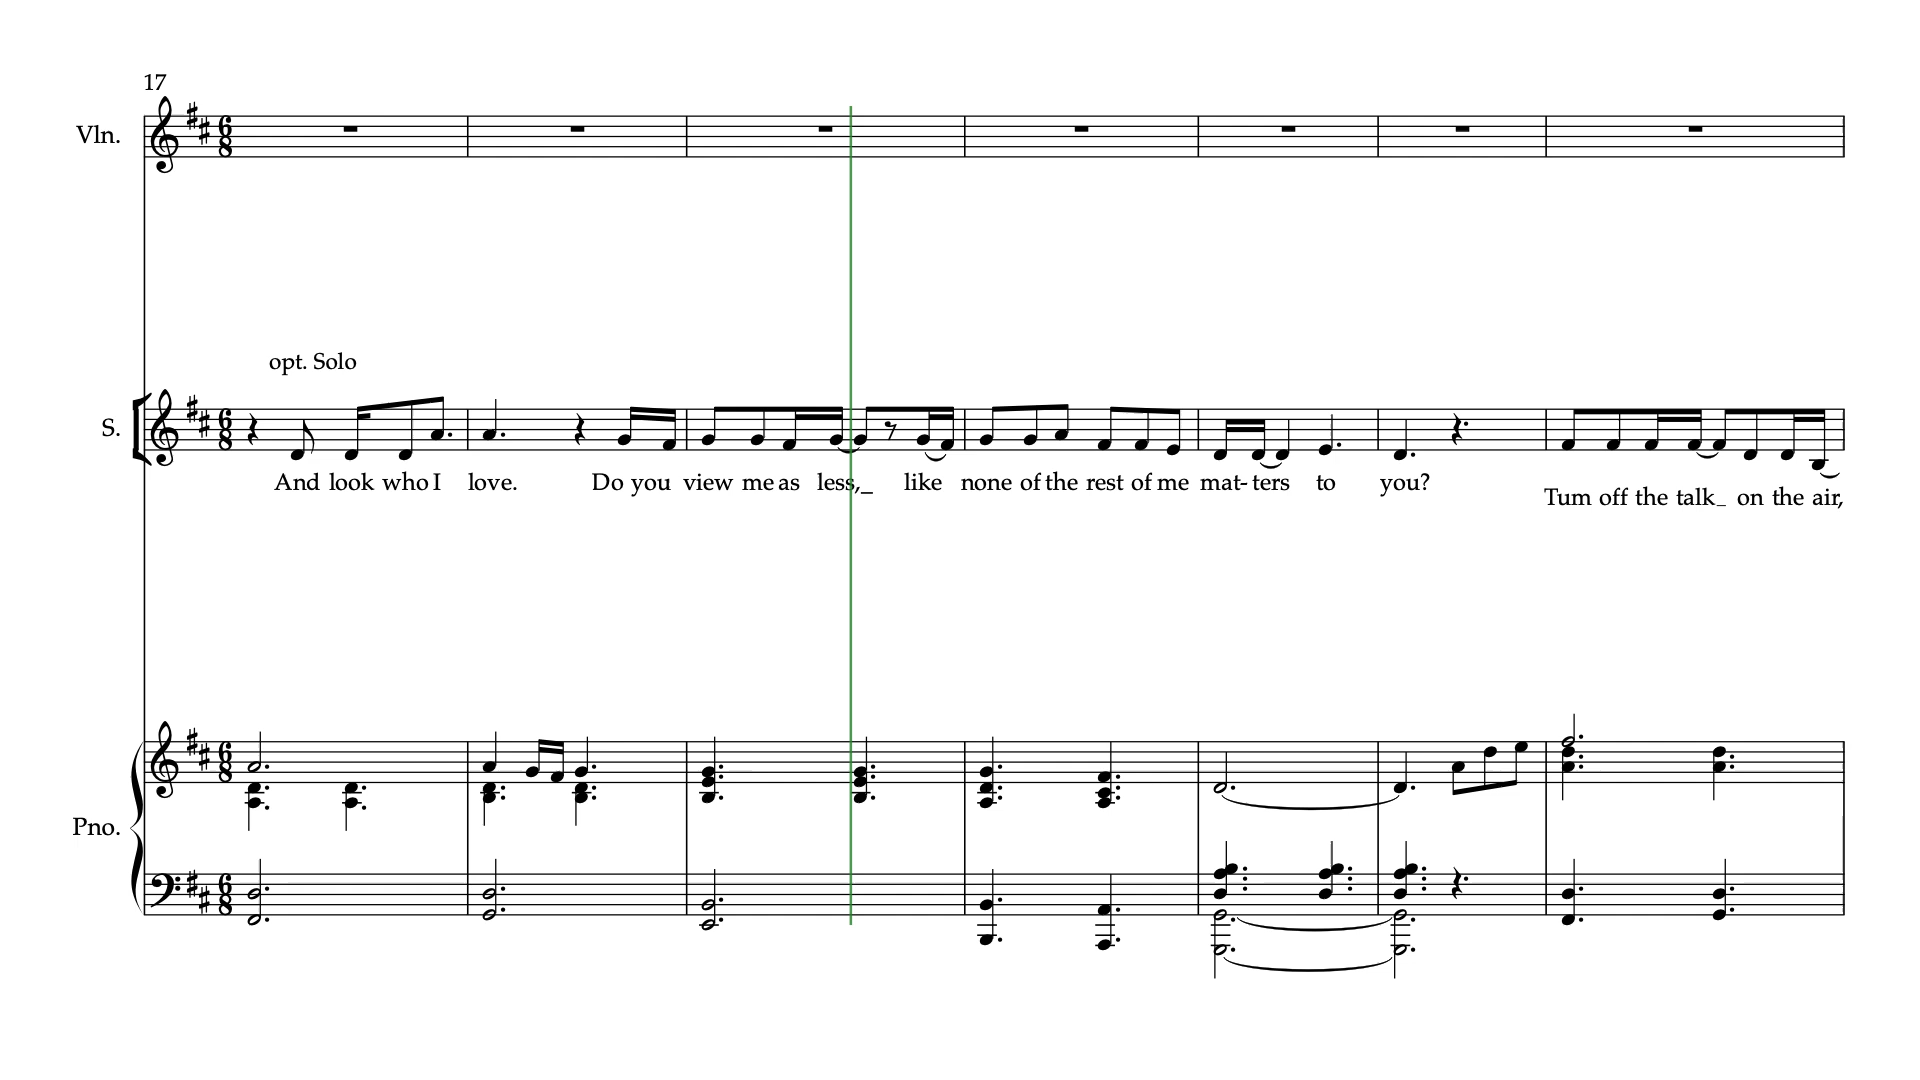 17
Vln.
opt. Solo
S.
And look who I love. Do you view me as less,_ like none of the rest of me mat- ters to you?
Tum off the talk_ on the air,
Pno.